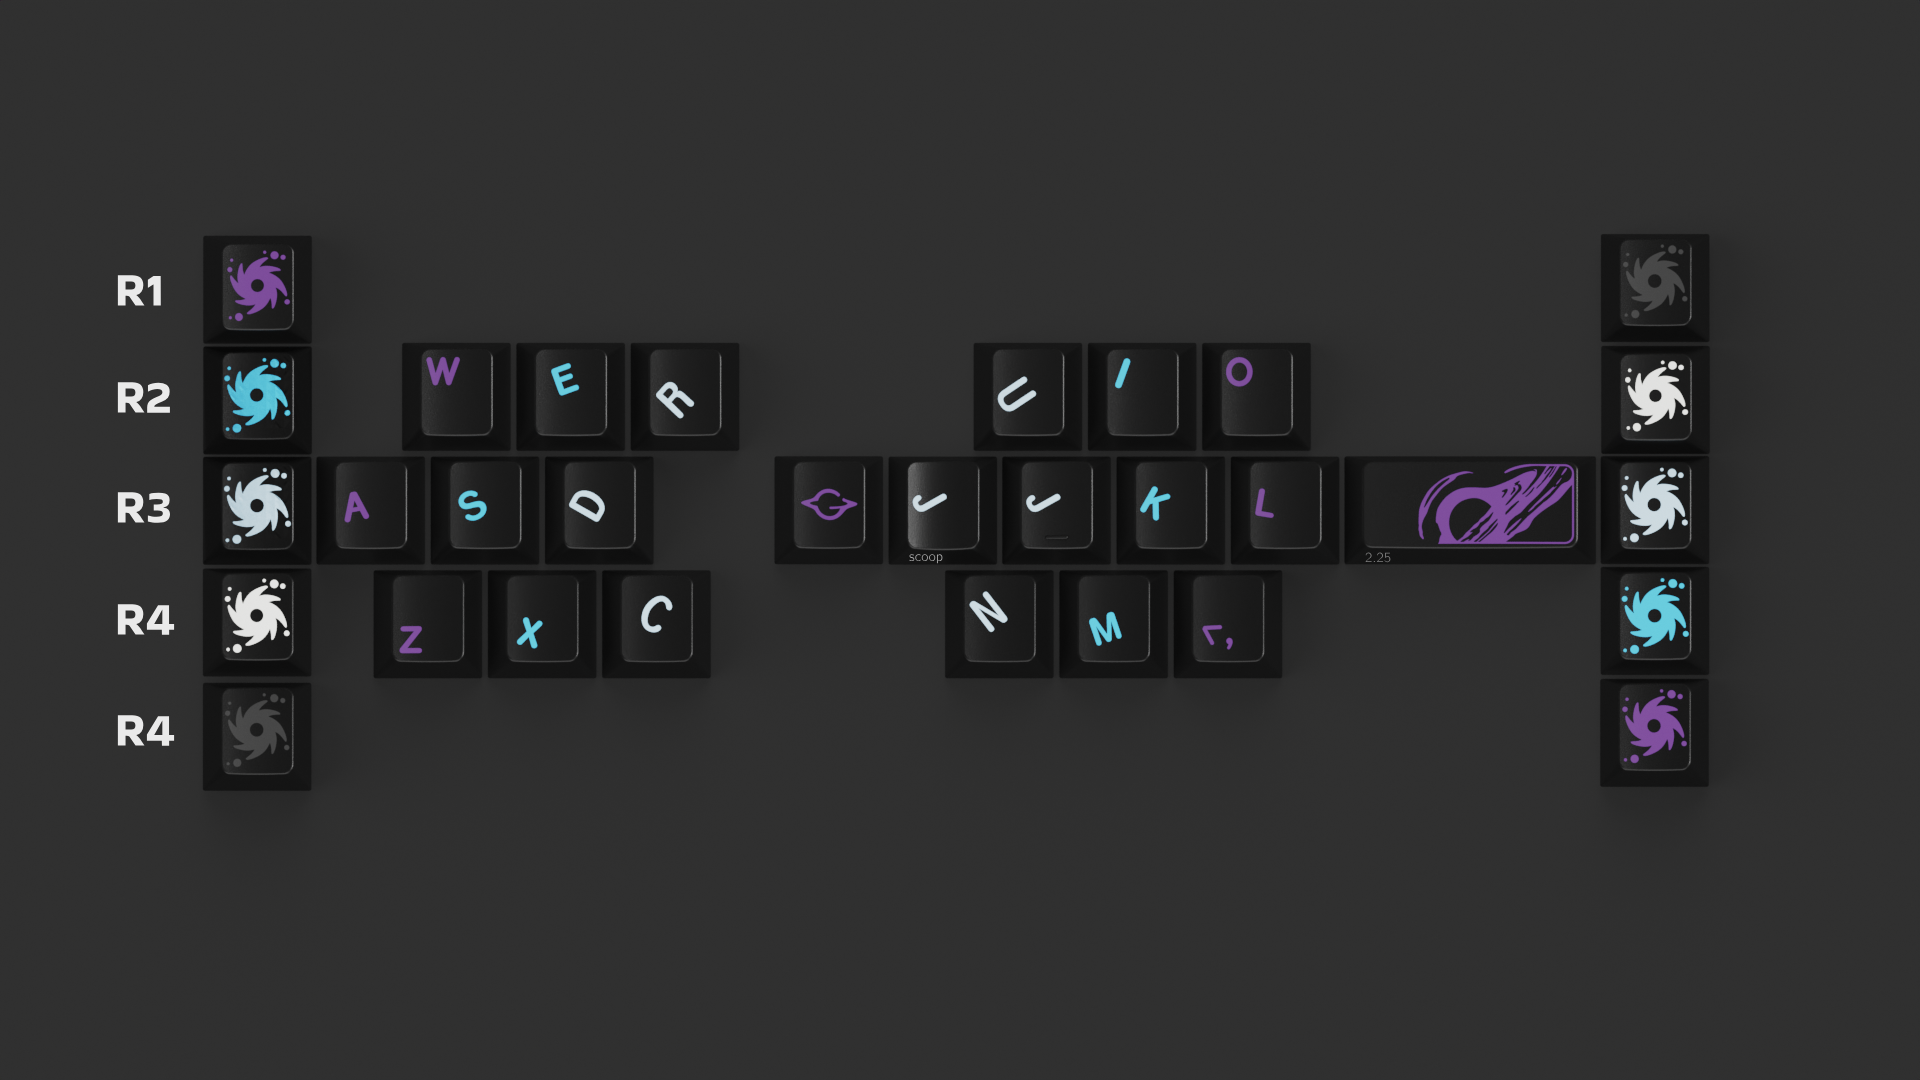 R1
R2 W E R U I O
R3 A S D J J K L
scoop 2.25
R4 Z X C N M <,
R4